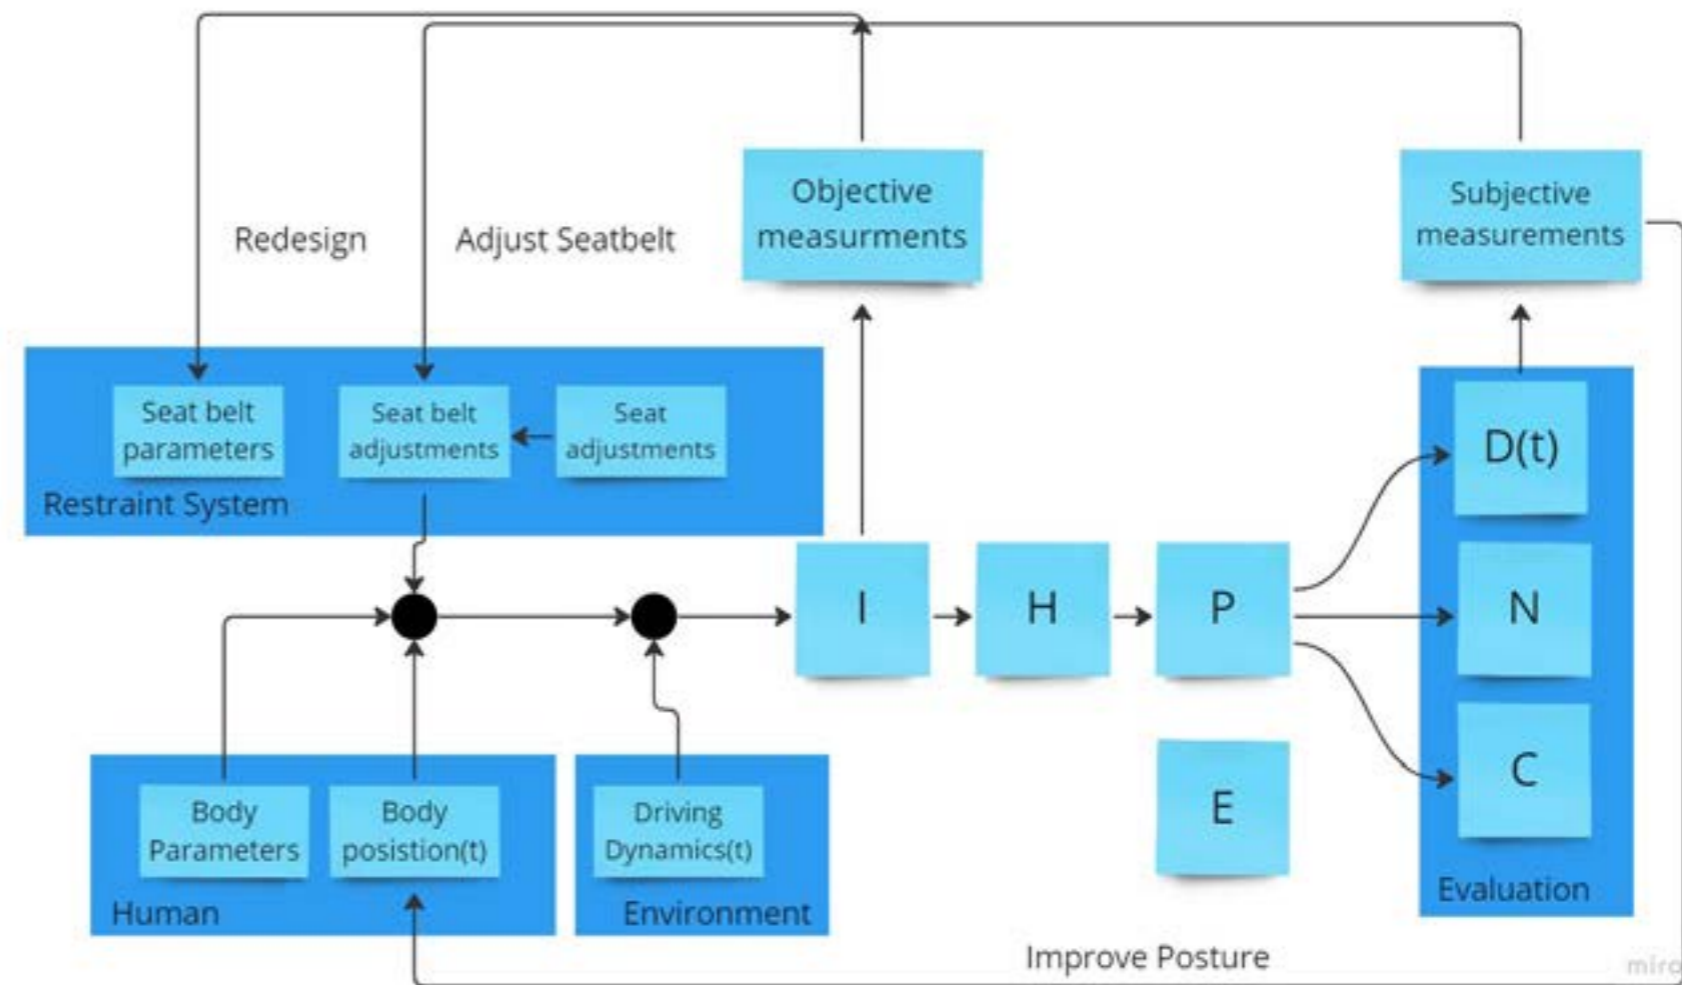 Objective
measurments
Subjective
measurements
Redesign
Adjust Seatbelt
Seat belt
parameters
Seat belt
adjustments
Seat
adjustments
Restraint System
D(t)
I
H
P
N
E
C
Body
Parameters
Body
posistion(t)
Driving
Dynamics(t)
Human
Environment
Evaluation
Improve Posture
miro